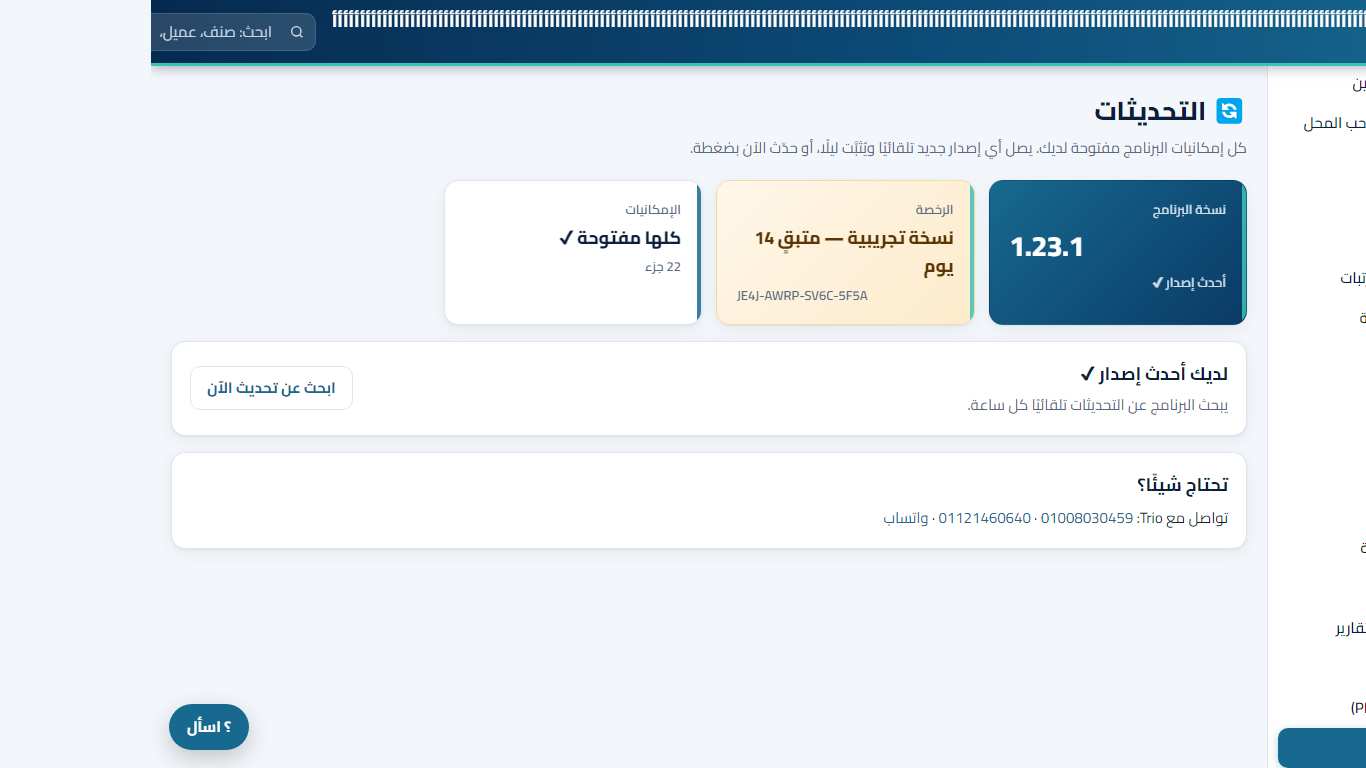 ابحث: صنف، عميل،
التحديثات
كل إمكانيات البرنامج مفتوحة لديك. يصل أي إصدار جديد تلقائيًا ويُثبَّت ليلًا، أو حدّث الآن بضغطة.
نسخة البرنامج
1.23.1
أحدث إصدار ✓
الرخصة
نسخة تجريبية — متبقٍ 14
يوم
JE4J-AWRP-SV6C-5F5A
الإمكانيات
كلها مفتوحة ✓
22 جزء
لديك أحدث إصدار ✓
يبحث البرنامج عن التحديثات تلقائيًا كل ساعة.
ابحث عن تحديث الآن
تحتاج شيئًا؟
تواصل مع Trio: 01008030459 · 01121460640 · واتساب
؟ اسأل
ين
حب المحل
تبات
ة
ة
تقارير